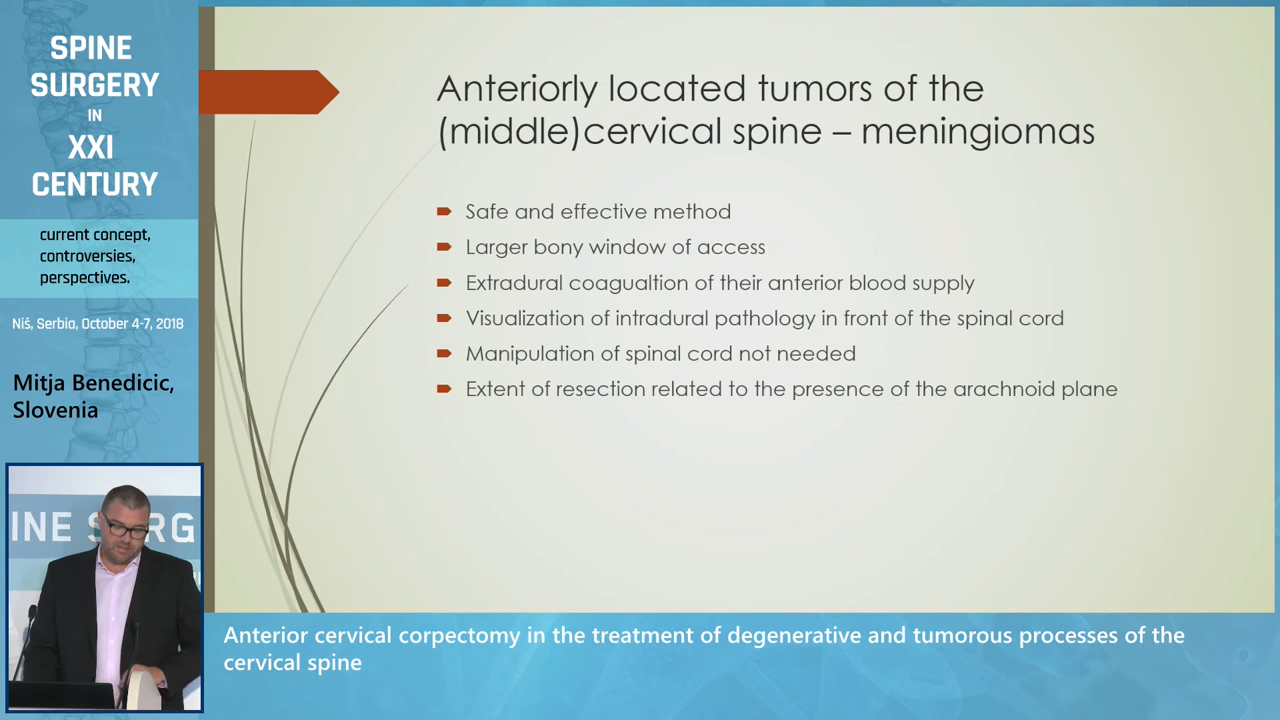 SPINE
SURGERY
IN
XXI
CENTURY
current concept,
controversies,
perspectives.
Niš, Serbia, October 4-7, 2018
Mitja Benedicic,
Slovenia
INE S RG
Anteriorly located tumors of the
(middle)cervical spine – meningiomas
Safe and effective method
Larger bony window of access
Extradural coagualtion of their anterior blood supply
Visualization of intradural pathology in front of the spinal cord
Manipulation of spinal cord not needed
Extent of resection related to the presence of the arachnoid plane
Anterior cervical corpectomy in the treatment of degenerative and tumorous processes of the
cervical spine